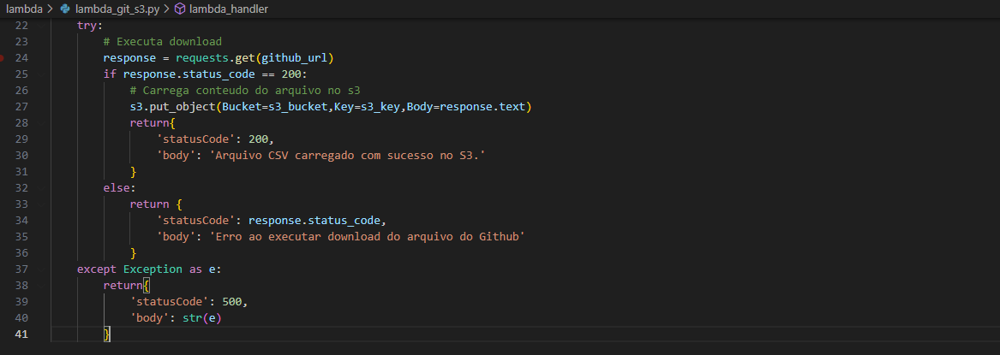 lambda > lambda_git_s3.py > lambda_handler
22 try:
23 # Executa download
24 response = requests.get(github_url)
25 if response.status_code == 200:
26 # Carrega conteudo do arquivo no s3
27 s3.put_object(Bucket=s3_bucket,Key=s3_key,Body=response.text)
28 return{
29 'statusCode': 200,
30 'body': 'Arquivo CSV carregado com sucesso no S3.'
31 }
32 else:
33 return {
34 'statusCode': response.status_code,
35 'body': 'Erro ao executar download do arquivo do Github'
36 }
37 except Exception as e:
38 return{
39 'statusCode': 500,
40 'body': str(e)
41 }